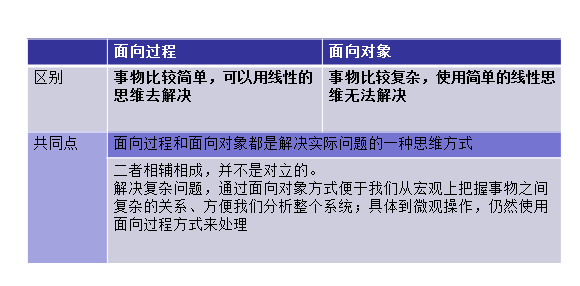 面向过程 面向对象
区别 事物比较简单，可以用线性的 事物比较复杂，使用简单的线性思
思维去解决 维无法解决
共同点 面向过程和面向对象都是解决实际问题的一种思维方式
二者相辅相成，并不是对立的。
解决复杂问题，通过面向对象方式便于我们从宏观上把握事物之间
复杂的关系、方便我们分析整个系统；具体到微观操作，仍然使用
面向过程方式来处理